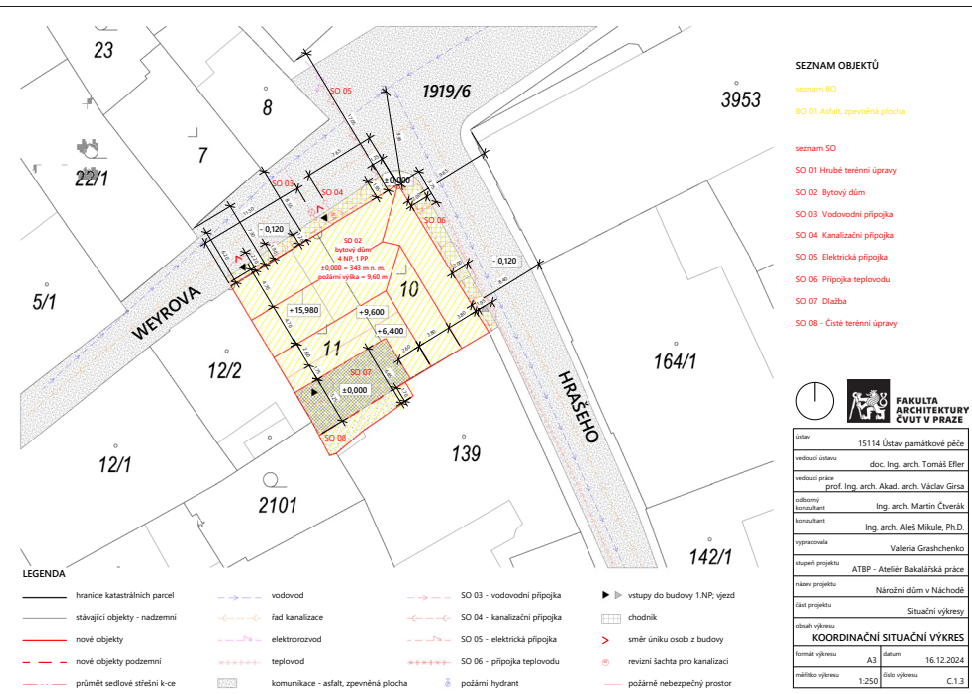 23
8
7
22/1
5/1
12/2
12/1
2101
139
10
11
1919/6
3953
164/1
142/1
WEYROVA
HRAŠEHO
SO 05
SO 03
SO 04
SO 06
±0,000
- 0,120
- 0,120
SO 02
bytový dům
4 NP, 1 PP
±0,000 = 343 m n. m.
požární výška = 9,60 m
+15,980
+9,600
+6,400
SO 07
±0,000
SO 08
SEZNAM OBJEKTŮ
seznam BO
BO 01 Asfalt, zpevněná plocha
seznam SO
SO 01 Hrubé terénní úpravy
SO 02 Bytový dům
SO 03 Vodovodní přípojka
SO 04 Kanalizační přípojka
SO 05 Elektrická přípojka
SO 06 Přípojka teplovodu
SO 07 Dlažba
SO 08 - Čisté terénní úpravy
FAKULTA
ARCHITEKTURY
ČVUT V PRAZE
ústav
15114 Ústav památkové péče
vedoucí ústavu
doc. Ing. arch. Tomáš Efler
vedoucí práce
prof. Ing. arch. Akad. arch. Václav Girsa
odborný
konzultant
Ing. arch. Martin Čtverák
konzultant
Ing. arch. Aleš Mikule, Ph.D.
vypracovala
Valeria Grashchenko
stupeň projektu
ATBP - Ateliér Bakalářská práce
název projektu
Nárožní dům v Náchodě
část projektu
Situační výkresy
obsah výkresu
KOORDINAČNÍ SITUAČNÍ VÝKRES
formát výkresu
A3
datum
16.12.2024
měřítko výkresu
1:250
číslo výkresu
C.1.3
LEGENDA
hranice katastrálních parcel
stávající objekty - nadzemní
nové objekty
nové objekty podzemní
průmět sedlové střešní k-ce
vodovod
řad kanalizace
elektrorozvod
teplovod
komunikace - asfalt, zpevněná plocha
SO 03 - vodovodní přípojka
SO 04 - kanalizační přípojka
SO 05 - elektrická přípojka
SO 06 - přípojka teplovodu
požární hydrant
vstupy do budovy 1.NP; vjezd
chodník
směr úniku osob z budovy
revizní šachta pro kanalizaci
požárně nebezpečný prostor